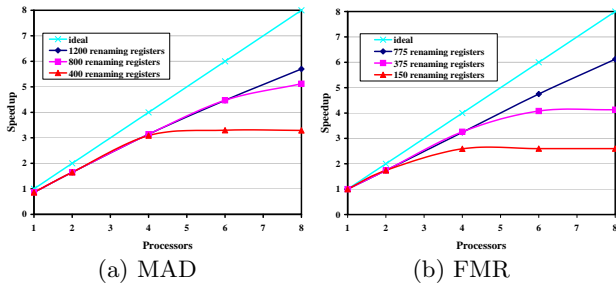 8
7
6
5
4
3
2
1
0
Speedup
ideal
1200 renaming registers
800 renaming registers
400 renaming registers
1 2 3 4 5 6 7 8
Processors
(a) MAD
8
7
6
5
4
3
2
1
0
Speedup
ideal
775 renaming registers
375 renaming registers
150 renaming registers
1 2 3 4 5 6 7 8
Processors
(b) FMR